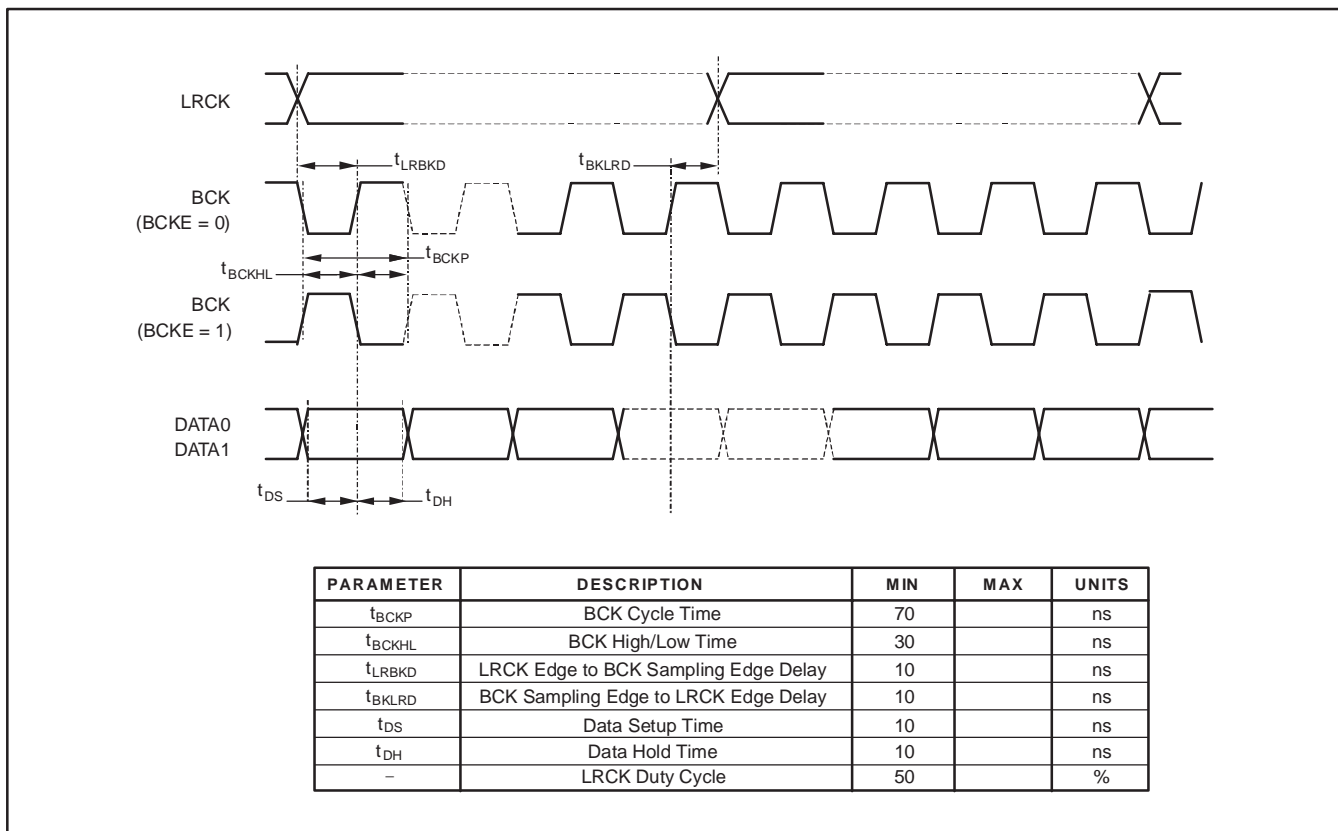 LRCK
tLRBKD
tBKLRD
BCK
(BCKE = 0)
tBCKP
tBCKHL
BCK
(BCKE = 1)
DATA0
DATA1
tDS
tDH
PARAMETER DESCRIPTION MIN MAX UNITS
tBCKP BCK Cycle Time 70 ns
tBCKHL BCK High/Low Time 30 ns
tLRBKD LRCK Edge to BCK Sampling Edge Delay 10 ns
tBKLRD BCK Sampling Edge to LRCK Edge Delay 10 ns
tDS Data Setup Time 10 ns
tDH Data Hold Time 10 ns
– LRCK Duty Cycle 50 %